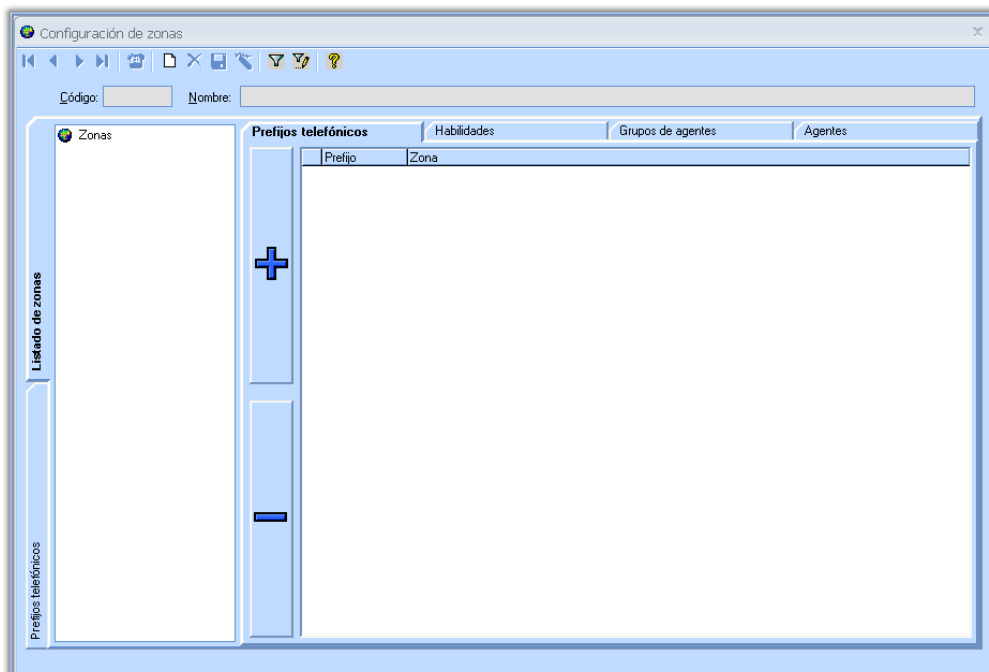 Configuración de zonas
Código:
Nombre:
Zonas
Prefijos telefónicos
Habilidades
Grupos de agentes
Agentes
Prefijo
Zona
Listado de zonas
Prefijos telefónicos